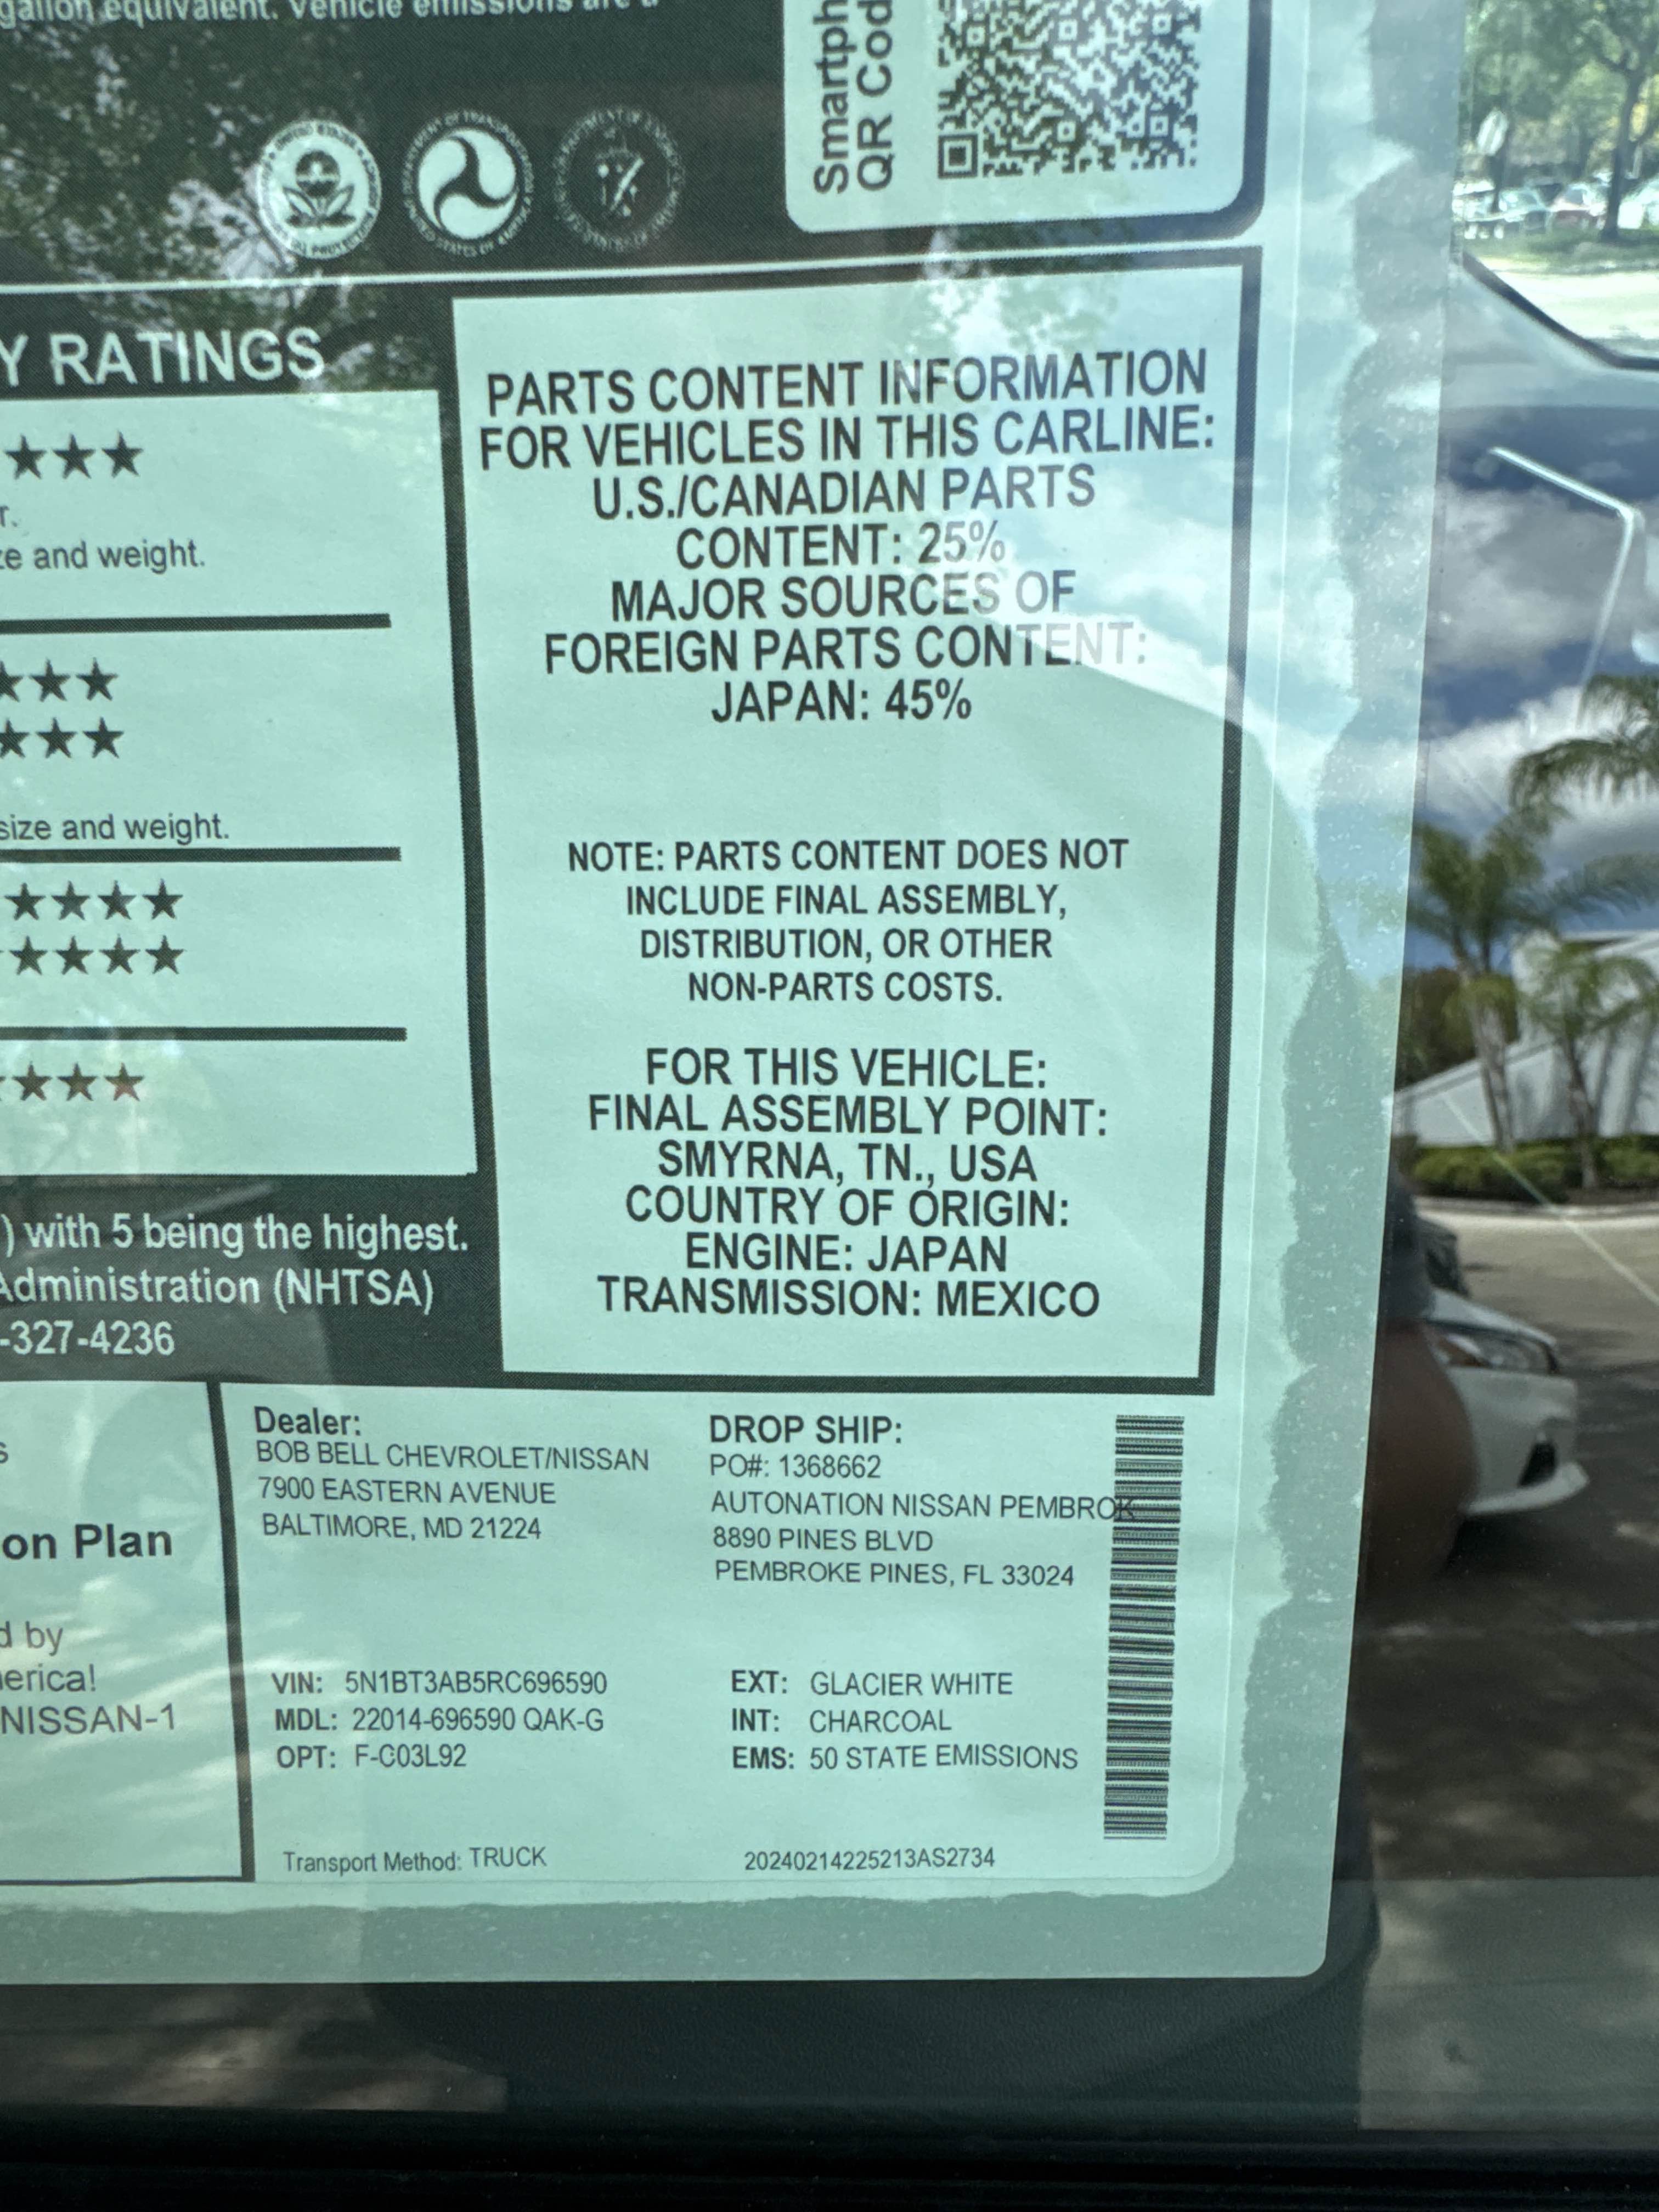 gallon equivalent. Vehicle emissions are a
Smartph
QR Cod
Y RATINGS
r.
ze and weight.
size and weight.
) with 5 being the highest.
Administration (NHTSA)
-327-4236
PARTS CONTENT INFORMATION
FOR VEHICLES IN THIS CARLINE:
U.S./CANADIAN PARTS
CONTENT: 25%
MAJOR SOURCES OF
FOREIGN PARTS CONTENT:
JAPAN: 45%
NOTE: PARTS CONTENT DOES NOT
INCLUDE FINAL ASSEMBLY,
DISTRIBUTION, OR OTHER
NON-PARTS COSTS.
FOR THIS VEHICLE:
FINAL ASSEMBLY POINT:
SMYRNA, TN., USA
COUNTRY OF ORIGIN:
ENGINE: JAPAN
TRANSMISSION: MEXICO
s
on Plan
d by
erica!
NISSAN-1
Dealer:
BOB BELL CHEVROLET/NISSAN
7900 EASTERN AVENUE
BALTIMORE, MD 21224
DROP SHIP:
PO#: 1368662
AUTONATION NISSAN PEMBROK
8890 PINES BLVD
PEMBROKE PINES, FL 33024
VIN: 5N1BT3AB5RC696590
MDL: 22014-696590 QAK-G
OPT: F-C03L92
EXT: GLACIER WHITE
INT: CHARCOAL
EMS: 50 STATE EMISSIONS
Transport Method: TRUCK
20240214225213AS2734